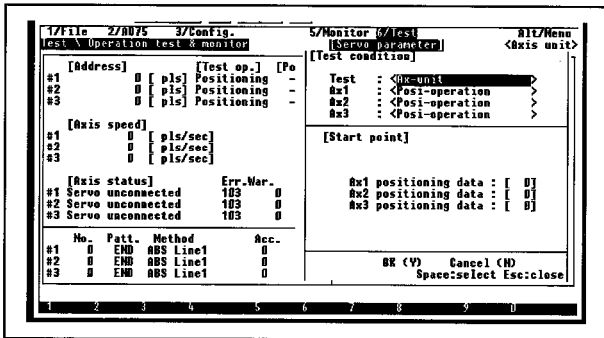 1/File 2/AD75 3/Config. 5/Monitor 6/Test Alt/Menu
Test \ Operation test & monitor [Servo parameter] <Axis unit>
[Address] [Test op.] [Po
#1 0 [ pls] Positioning -
#2 0 [ pls] Positioning -
#3 0 [ pls] Positioning -
[Axis speed]
#1 0 [ pls/sec]
#2 0 [ pls/sec]
#3 0 [ pls/sec]
[Axis status] Err.War.
#1 Servo unconnected 103 0
#2 Servo unconnected 103 0
#3 Servo unconnected 103 0
No. Patt. Method Acc.
#1 0 END ABS Line1 0
#2 0 END ABS Line1 0
#3 0 END ABS Line1 0
[Test condition]
Test : <Ax-unit >
Ax1 : <Posi-operation >
Ax2 : <Posi-operation >
Ax3 : <Posi-operation >
[Start point]
Ax1 positioning data : [ 0]
Ax2 positioning data : [ 0]
Ax3 positioning data : [ 0]
OK (Y) Cancel (N)
Space:select Esc:close
1 2 3 4 5 6 7 8 9 0